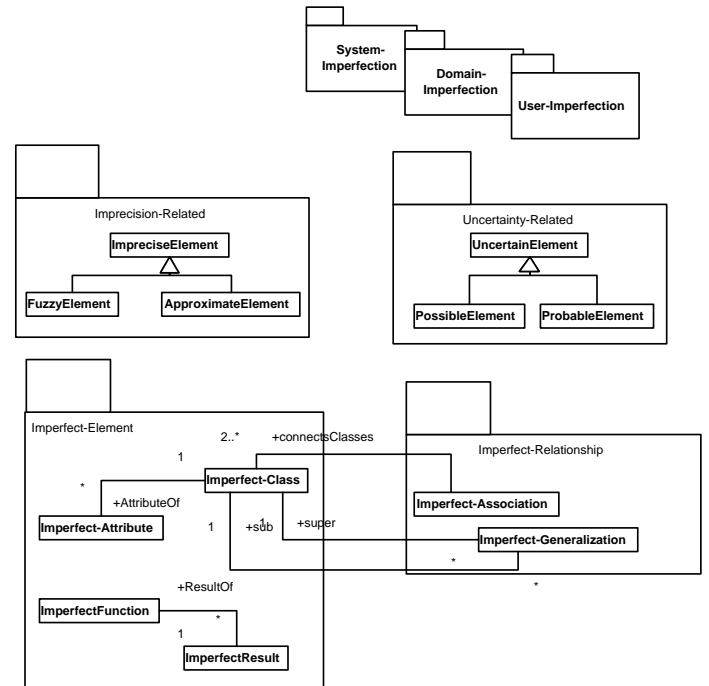 System-
Imperfection
Domain-
Imperfection
User-Imperfection
Imprecision-Related
ImpreciseElement
FuzzyElement
ApproximateElement
Uncertainty-Related
UncertainElement
PossibleElement
ProbableElement
Imperfect-Element
2..*
+connectsClasses
1
Imperfect-Class
*
+AttributeOf
Imperfect-Attribute
1
+sub
1
+super
+ResultOf
ImperfectFunction
*
1
ImperfectResult
Imperfect-Relationship
Imperfect-Association
Imperfect-Generalization
*
*